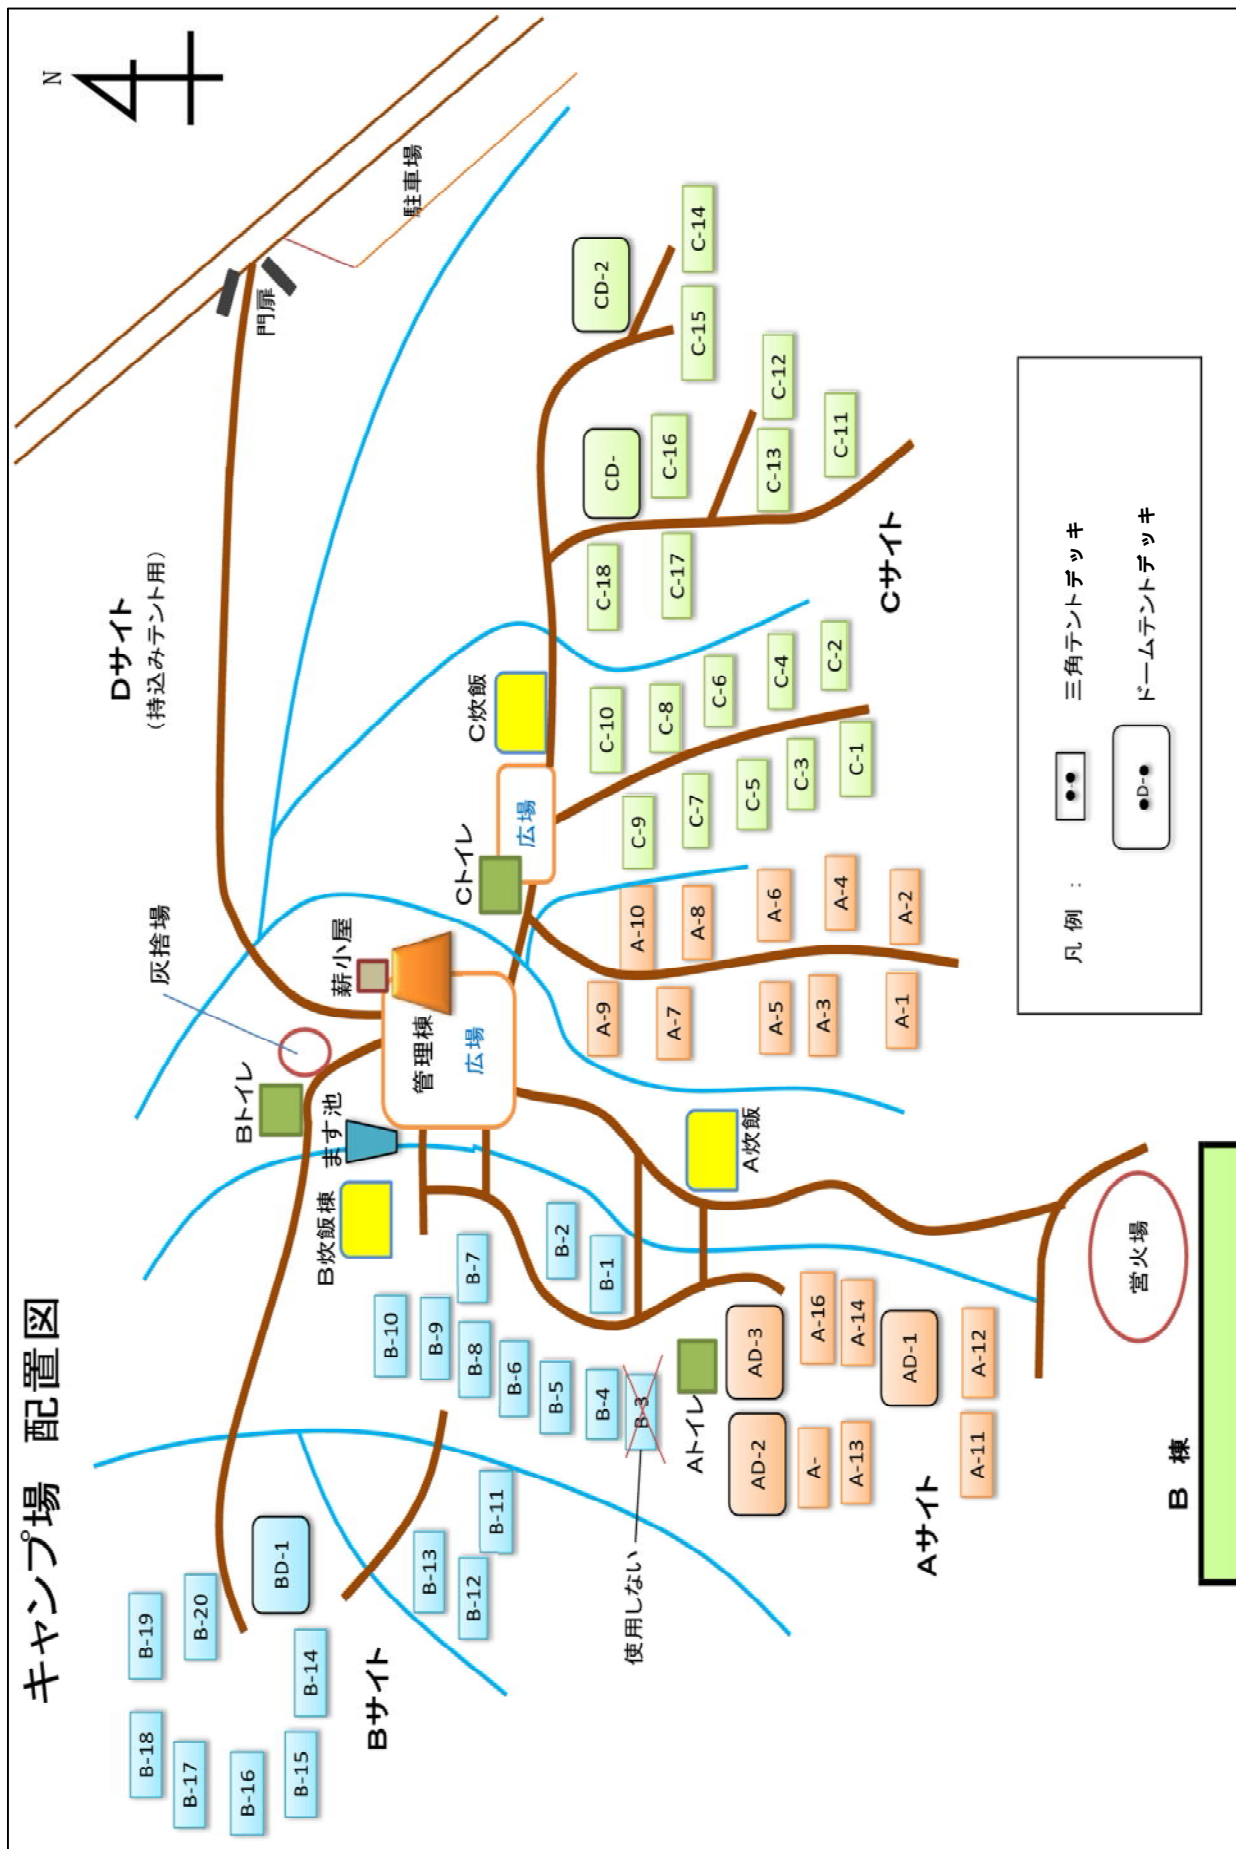 キャンプ場 配置図
N
Dサイト
(持込みテント用)
門扉
駐車場
灰捨場
薪小屋
Bトイレ
ます池
管理棟
広場
Cトイレ
広場
C炊飯
B炊飯棟
A炊飯
Aトイレ
営火場
使用しない
Bサイト
B-19
B-18
B-20
B-17
B-16
B-15
B-14
BD-1
B-13
B-12
B-11
B-10
B-9
B-8
B-7
B-6
B-5
B-4
B-3
B-2
B-1
Aサイト
AD-3
AD-2
AD-1
A-16
A-
A-14
A-13
A-12
A-11
A-10
A-9
A-8
A-7
A-6
A-5
A-4
A-3
A-2
A-1
Cサイト
CD-2
CD-
C-18
C-17
C-16
C-15
C-14
C-13
C-12
C-11
C-10
C-9
C-8
C-7
C-6
C-5
C-4
C-3
C-2
C-1
凡例 :
●-● 三角テントデッキ
●D-● ドームテントデッキ
B 棟